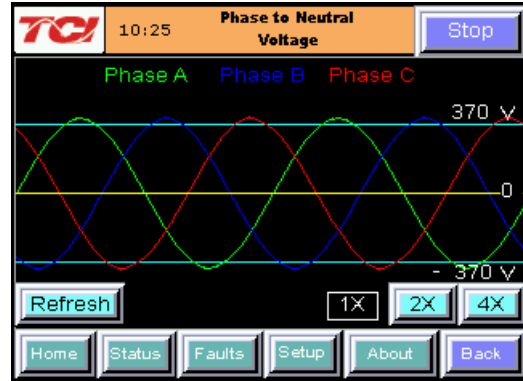 TCI
10:25
Phase to Neutral
Voltage
Stop
Phase A Phase B Phase C
370 V
0
- 370 V
Refresh
1X
2X
4X
Home
Status
Faults
Setup
About
Back